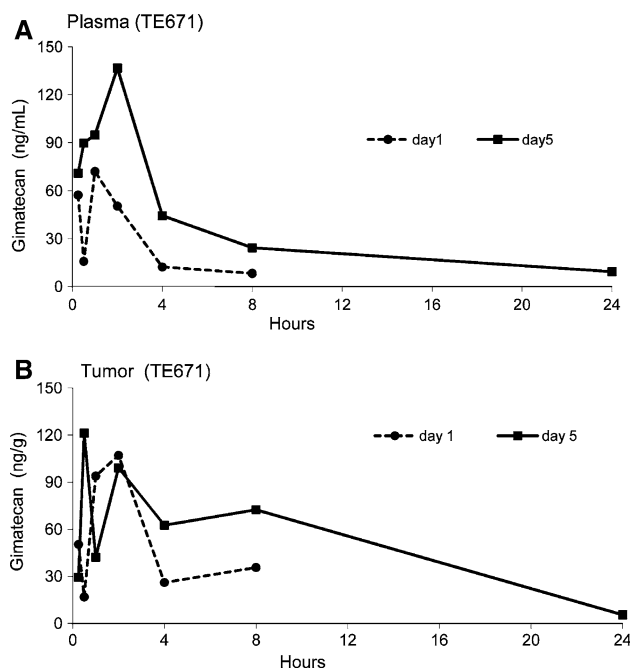 A Plasma (TE671)
150
120
90
60
30
0
Gimatecan (ng/mL)
day1 day5
0 4 8 12 16 20 24
Hours
B Tumor (TE671)
150
120
90
60
30
0
Gimatecan (ng/g)
day 1 day 5
0 4 8 12 16 20 24
Hours